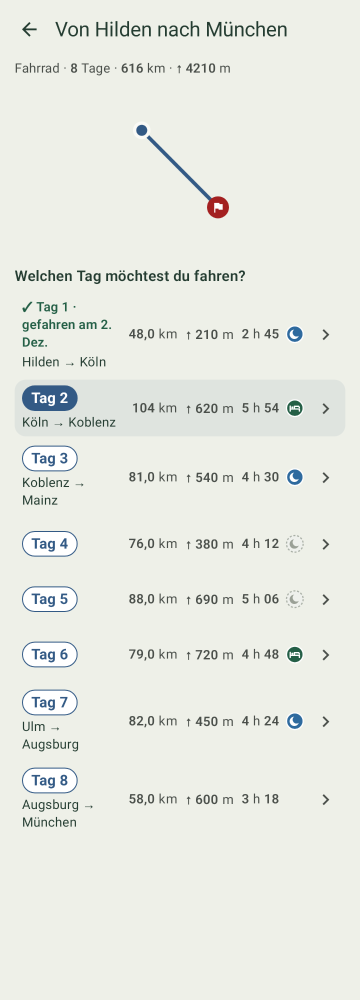 Von Hilden nach München
Fahrrad · 8 Tage · 616 km · ↑ 4210 m
Welchen Tag möchtest du fahren?
✓ Tag 1 ·
gefahren am 2.
Dez.
Hilden → Köln
48,0 km ↑ 210 m 2 h 45
Tag 2
Köln → Koblenz
104 km ↑ 620 m 5 h 54
Tag 3
Koblenz →
Mainz
81,0 km ↑ 540 m 4 h 30
Tag 4
76,0 km ↑ 380 m 4 h 12
Tag 5
88,0 km ↑ 690 m 5 h 06
Tag 6
79,0 km ↑ 720 m 4 h 48
Tag 7
Ulm →
Augsburg
82,0 km ↑ 450 m 4 h 24
Tag 8
Augsburg →
München
58,0 km ↑ 600 m 3 h 18